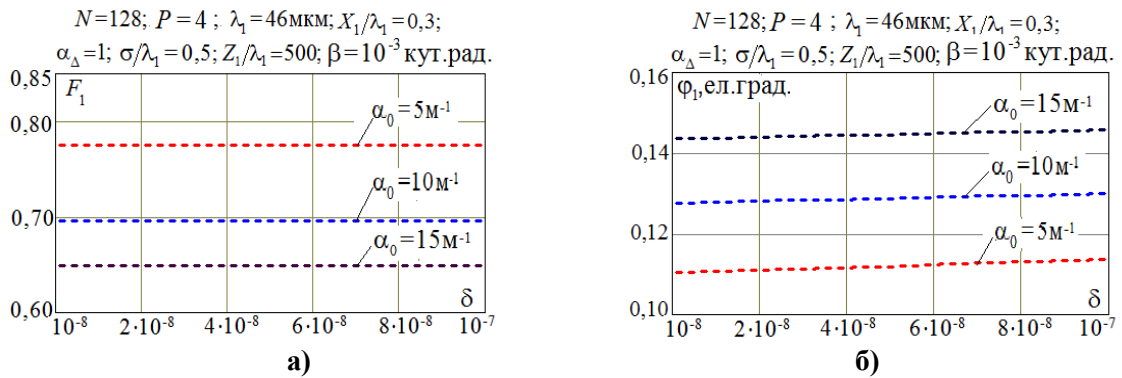 N=128; P=4 ; λ₁=46мкм; X₁/λ₁=0,3;
α_Δ=1; σ/λ₁=0,5; Z₁/λ₁=500; β=10⁻³ кут.рад.
0,85
F₁
0,80
α₀=5м⁻¹
0,70
α₀=10м⁻¹
α₀=15м⁻¹
0,60
δ
10⁻⁸ 2·10⁻⁸ 4·10⁻⁸ 6·10⁻⁸ 8·10⁻⁸ 10⁻⁷
а)
N=128; P=4 ; λ₁=46мкм; X₁/λ₁=0,3;
α_Δ=1; σ/λ₁=0,5; Z₁/λ₁=500; β=10⁻³ кут.рад.
0,16
φ₁,ел.град.
α₀=15м⁻¹
0,14
α₀=10м⁻¹
0,12
α₀=5м⁻¹
0,10
δ
10⁻⁸ 2·10⁻⁸ 4·10⁻⁸ 6·10⁻⁸ 8·10⁻⁸ 10⁻⁷
б)